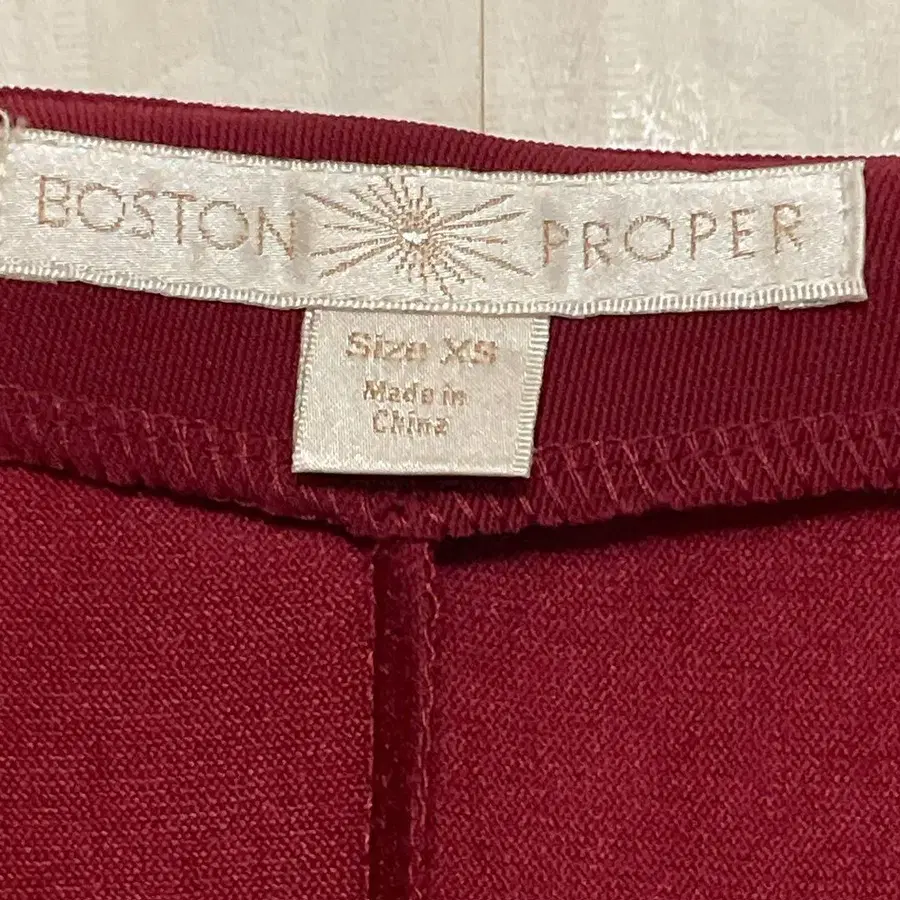 BOSTON PROPER
Size XS
Made in
China